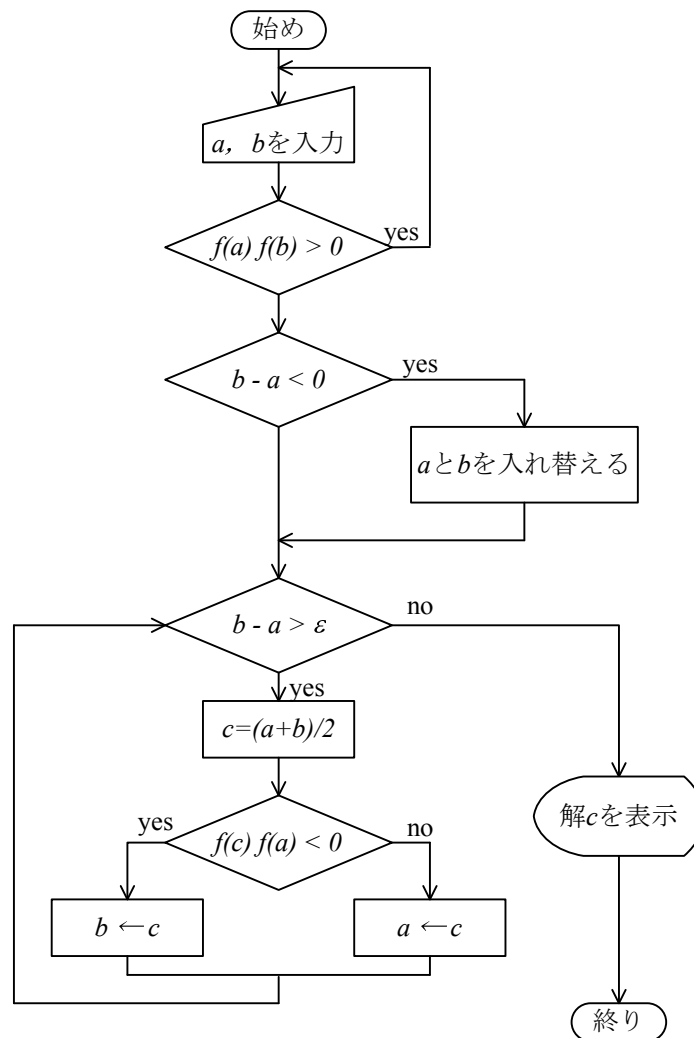 始め
a, bを入力
f(a) f(b) > 0
yes
b - a < 0
yes
aとbを入れ替える
b - a > ε
no
yes
c=(a+b)/2
f(c) f(a) < 0
yes
no
解cを表示
b ←c
a ←c
終り